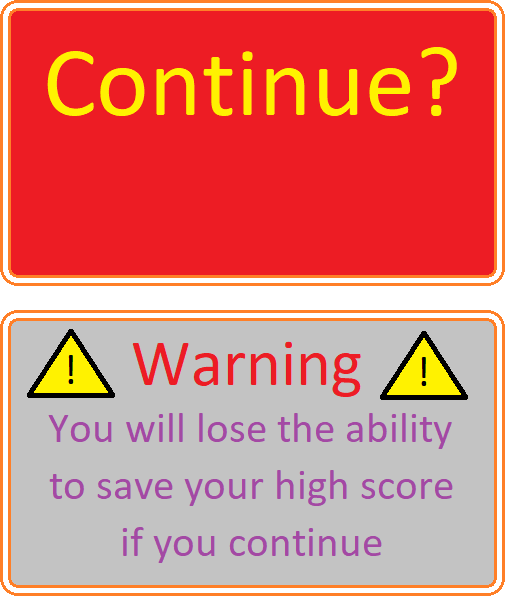 Continue?
! Warning !
You will lose the ability
to save your high score
if you continue